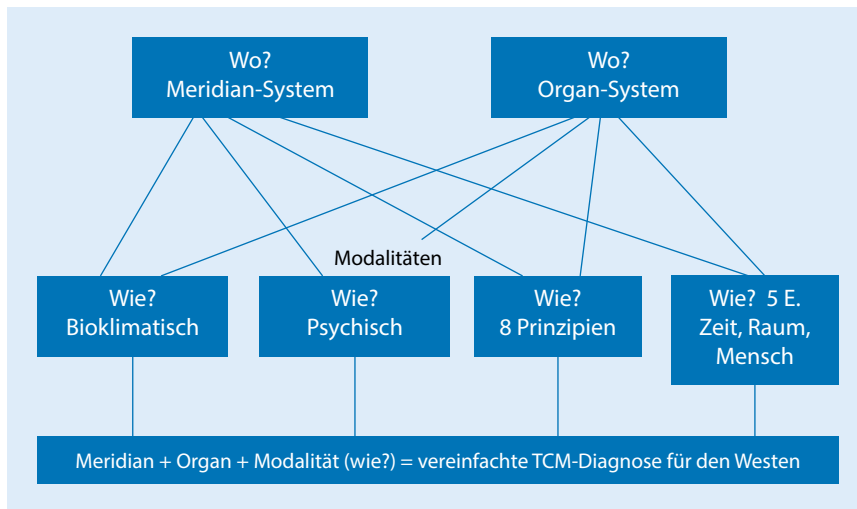 Wo?
Meridian-System
Wo?
Organ-System
Modalitäten
Wie?
Bioklimatisch
Wie?
Psychisch
Wie?
8 Prinzipien
Wie? 5 E.
Zeit, Raum,
Mensch
Meridian + Organ + Modalität (wie?) = vereinfachte TCM-Diagnose für den Westen